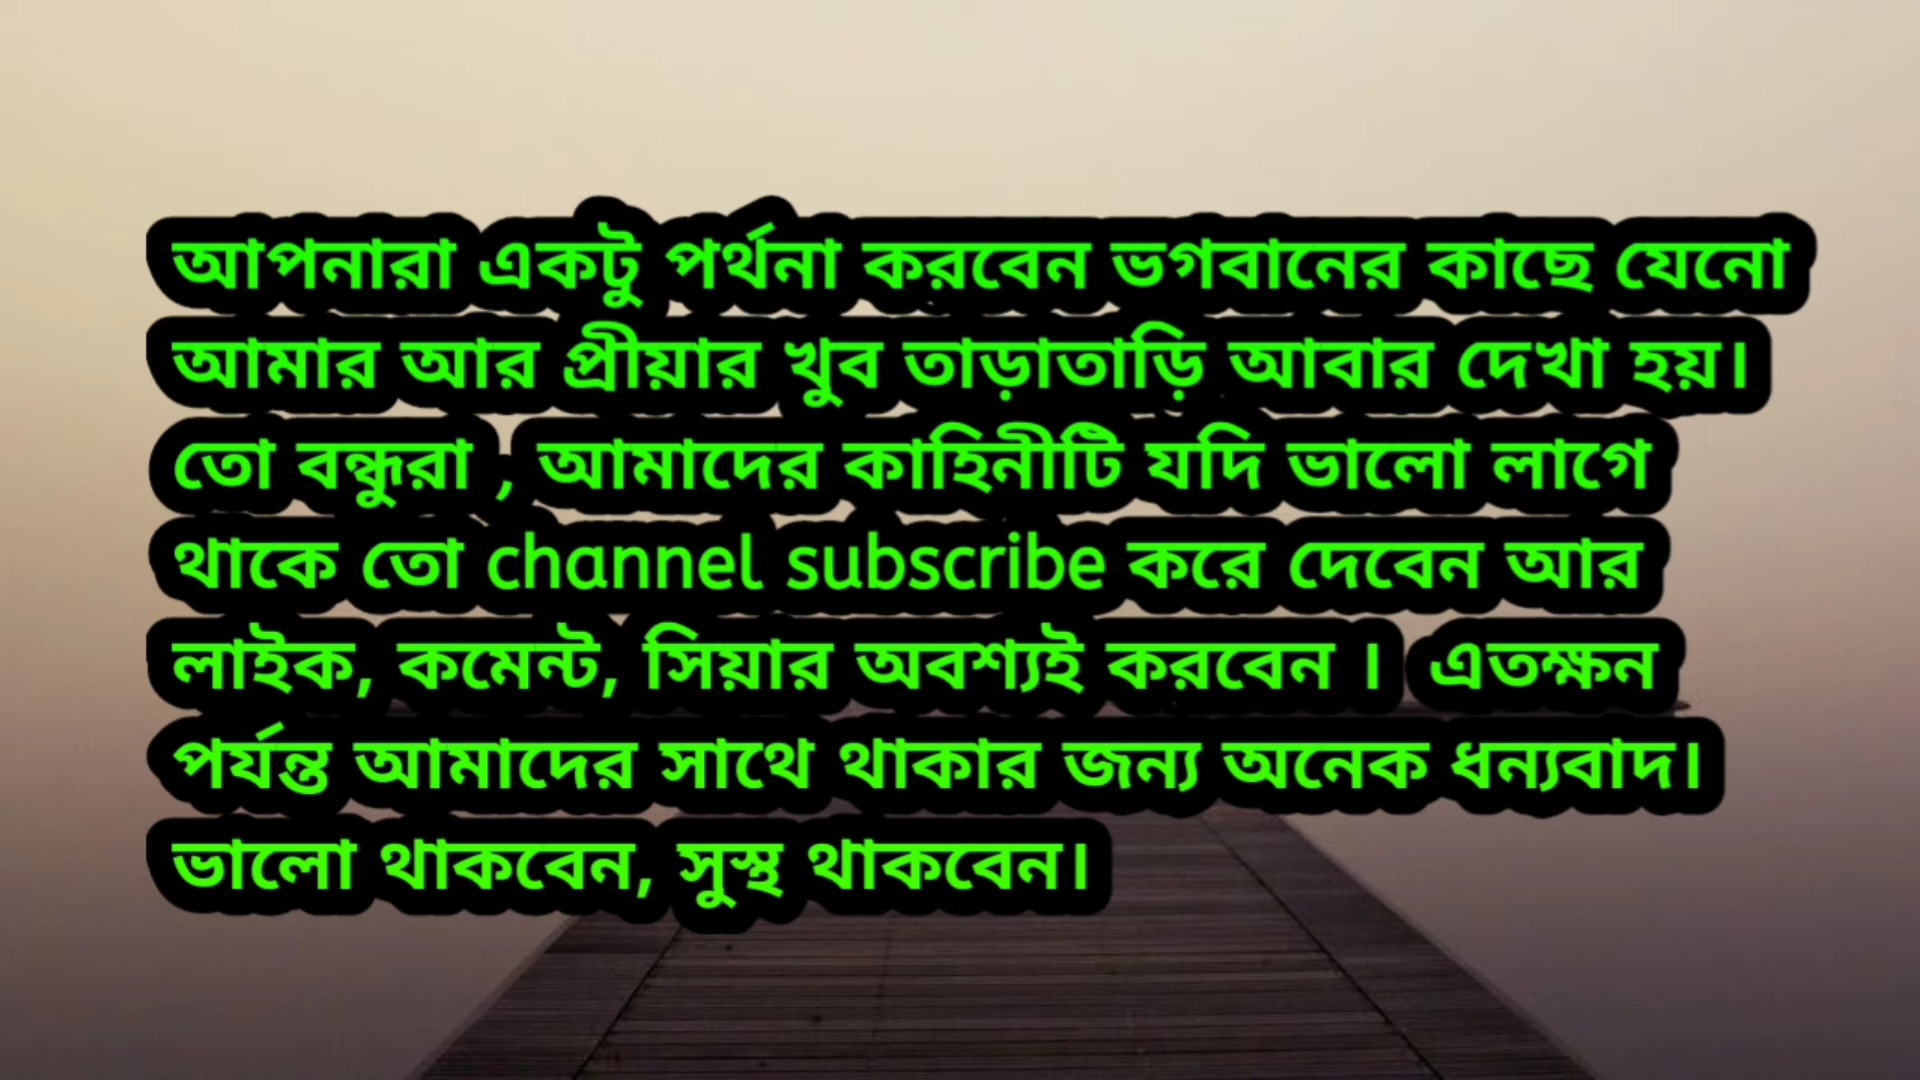 আপনারা একটু পর্থনা করবেন ভগবানের কাছে যেনো
আমার আর প্রীয়ার খুব তাড়াতাড়ি আবার দেখা হয়।
তো বন্ধুরা , আমাদের কাহিনীটি যদি ভালো লাগে
থাকে তো channel subscribe করে দেবেন আর
লাইক, কমেন্ট, সিয়ার অবশ্যই করবেন । এতক্ষন
পর্যন্ত আমাদের সাথে থাকার জন্য অনেক ধন্যবাদ।
ভালো থাকবেন, সুস্থ থাকবেন।